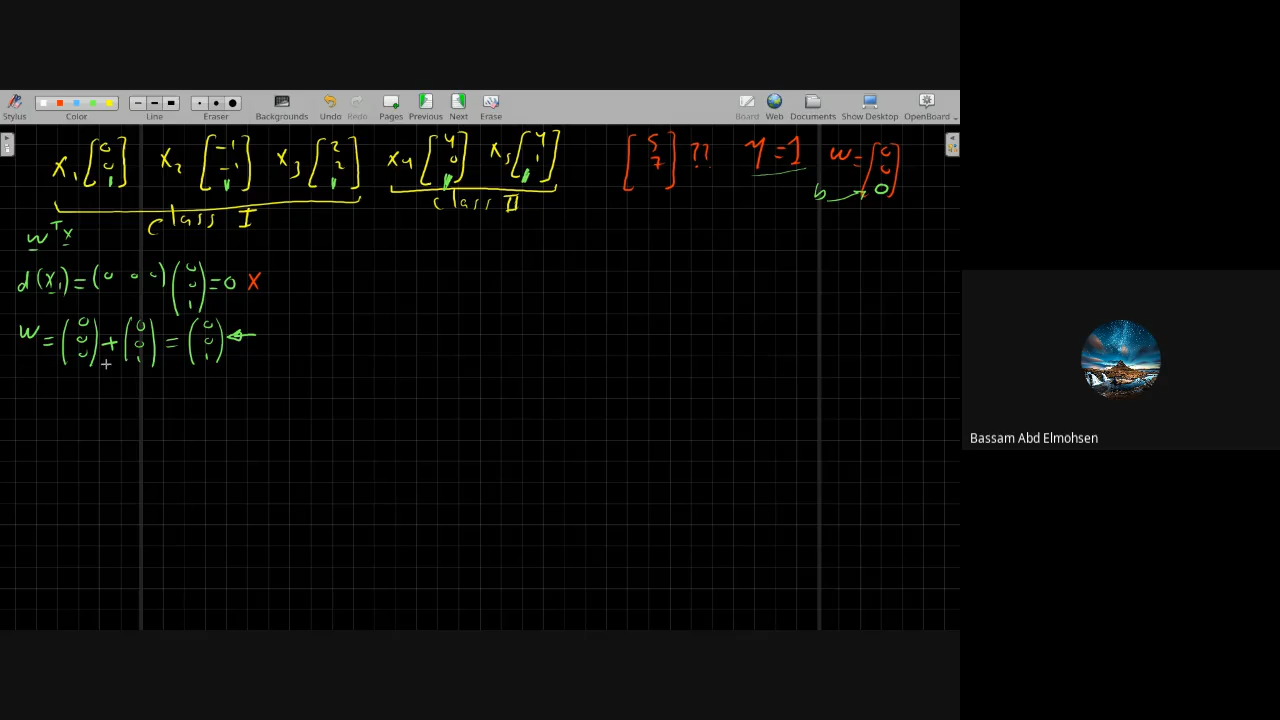 Stylus Color Line Eraser Backgrounds Undo Redo Pages Previous Next Erase Board Web Documents Show Desktop OpenBoard
X₁ [0 0 1] X₂ [-1 -1 1] X₃ [2 2 1] X₄ [4 0 1] X₅ [4 1 1] [5 7] ?? η = 1 w = (0 0 0)
b
class I class II
wᵀx
d(X₁) = (0 0 0) (0 0 1) = 0 X
W = (0 0 0) + (0 0 1) = (0 0 1) ←
Bassam Abd Elmohsen